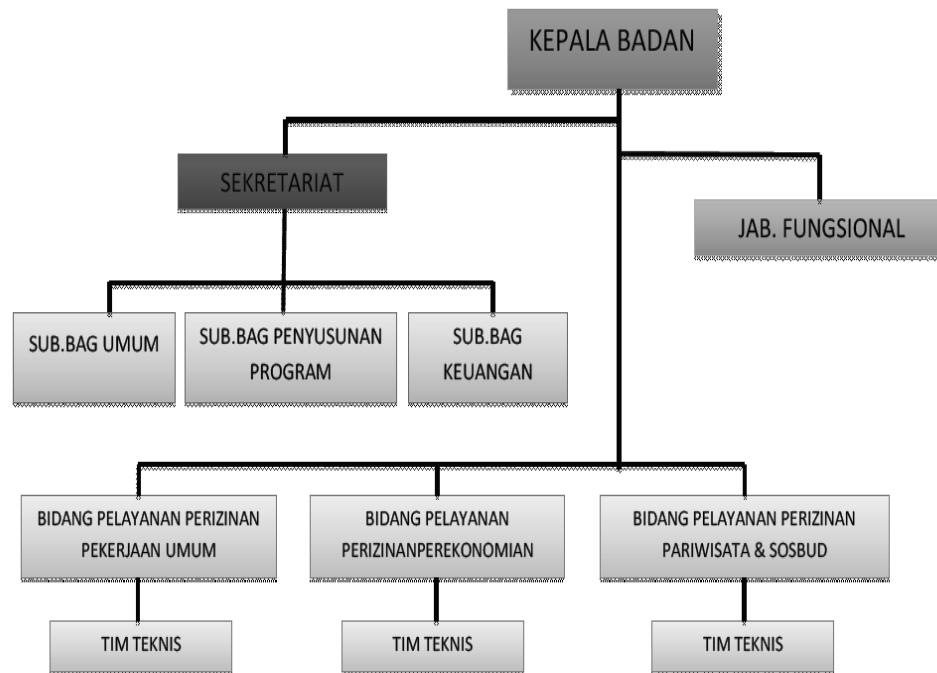 KEPALA BADAN
SEKRETARIAT
JAB. FUNGSIONAL
SUB.BAG UMUM
SUB.BAG PENYUSUNAN
PROGRAM
SUB.BAG
KEUANGAN
BIDANG PELAYANAN PERIZINAN
PEKERJAAN UMUM
BIDANG PELAYANAN
PERIZINANPEREKONOMIAN
BIDANG PELAYANAN PERIZINAN
PARIWISATA & SOSBUD
TIM TEKNIS
TIM TEKNIS
TIM TEKNIS